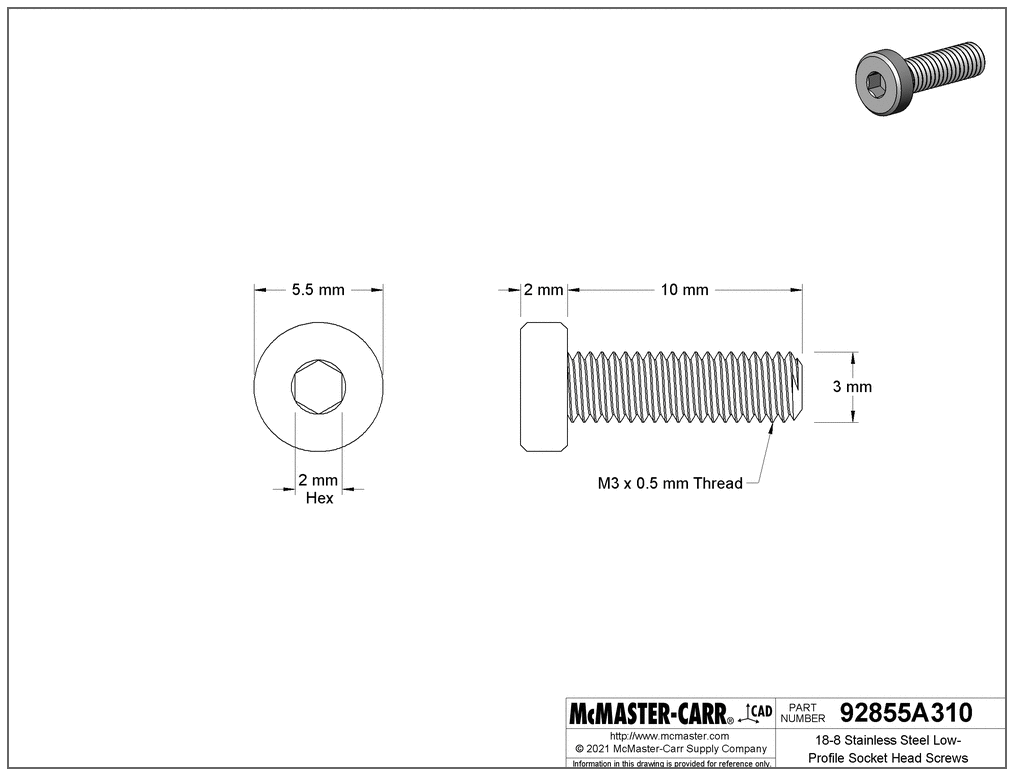 5.5 mm
2 mm
10 mm
3 mm
2 mm
Hex
M3 x 0.5 mm Thread
McMASTER-CARR® CAD
PART
NUMBER
92855A310
http://www.mcmaster.com
© 2021 McMaster-Carr Supply Company
Information in this drawing is provided for reference only.
18-8 Stainless Steel Low-
Profile Socket Head Screws